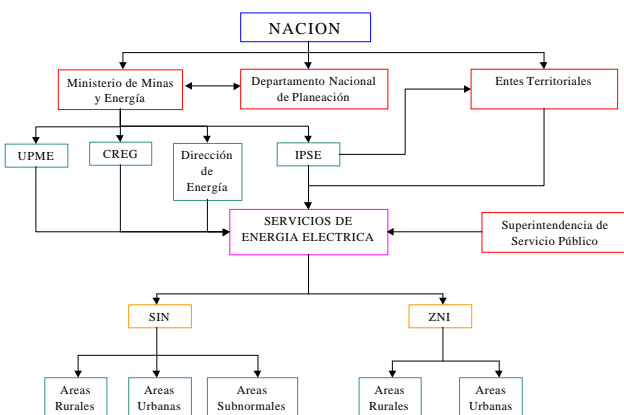 NACION
Ministerio de Minas
y Energía
Departamento Nacional
de Planeación
Entes Territoriales
UPME
CREG
Dirección
de
Energía
IPSE
SERVICIOS DE
ENERGIA ELECTRICA
Superintendencia de
Servicio Público
SIN
ZNI
Areas
Rurales
Areas
Urbanas
Areas
Subnormales
Areas
Rurales
Areas
Urbanas